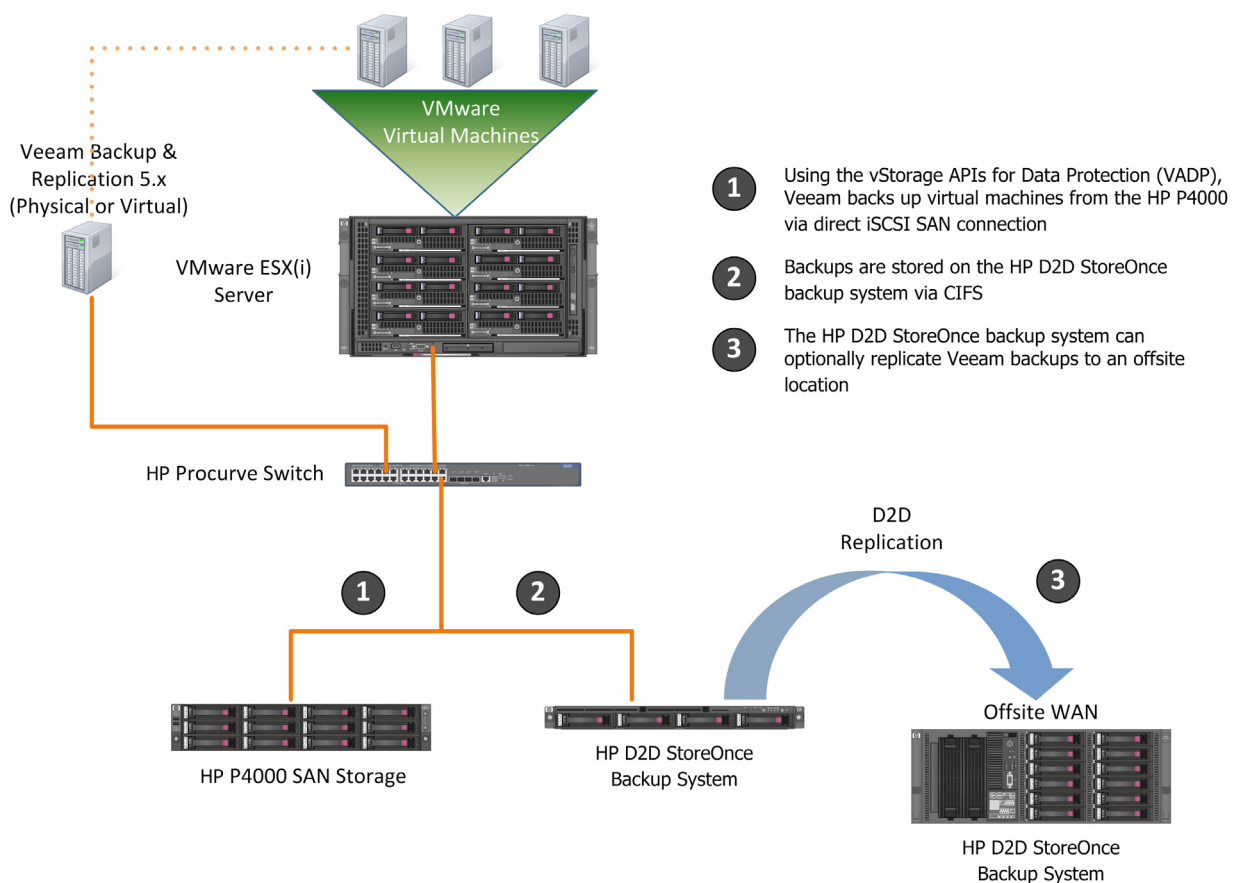 VMware
Virtual Machines
Veeam Backup &
Replication 5.x
(Physical or Virtual)
VMware ESX(i)
Server
1
Using the vStorage APIs for Data Protection (VADP),
Veeam backs up virtual machines from the HP P4000
via direct iSCSI SAN connection
2
Backups are stored on the HP D2D StoreOnce
backup system via CIFS
3
The HP D2D StoreOnce backup system can
optionally replicate Veeam backups to an offsite
location
HP Procurve Switch
D2D
Replication
1
2
3
HP P4000 SAN Storage
HP D2D StoreOnce
Backup System
Offsite WAN
HP D2D StoreOnce
Backup System